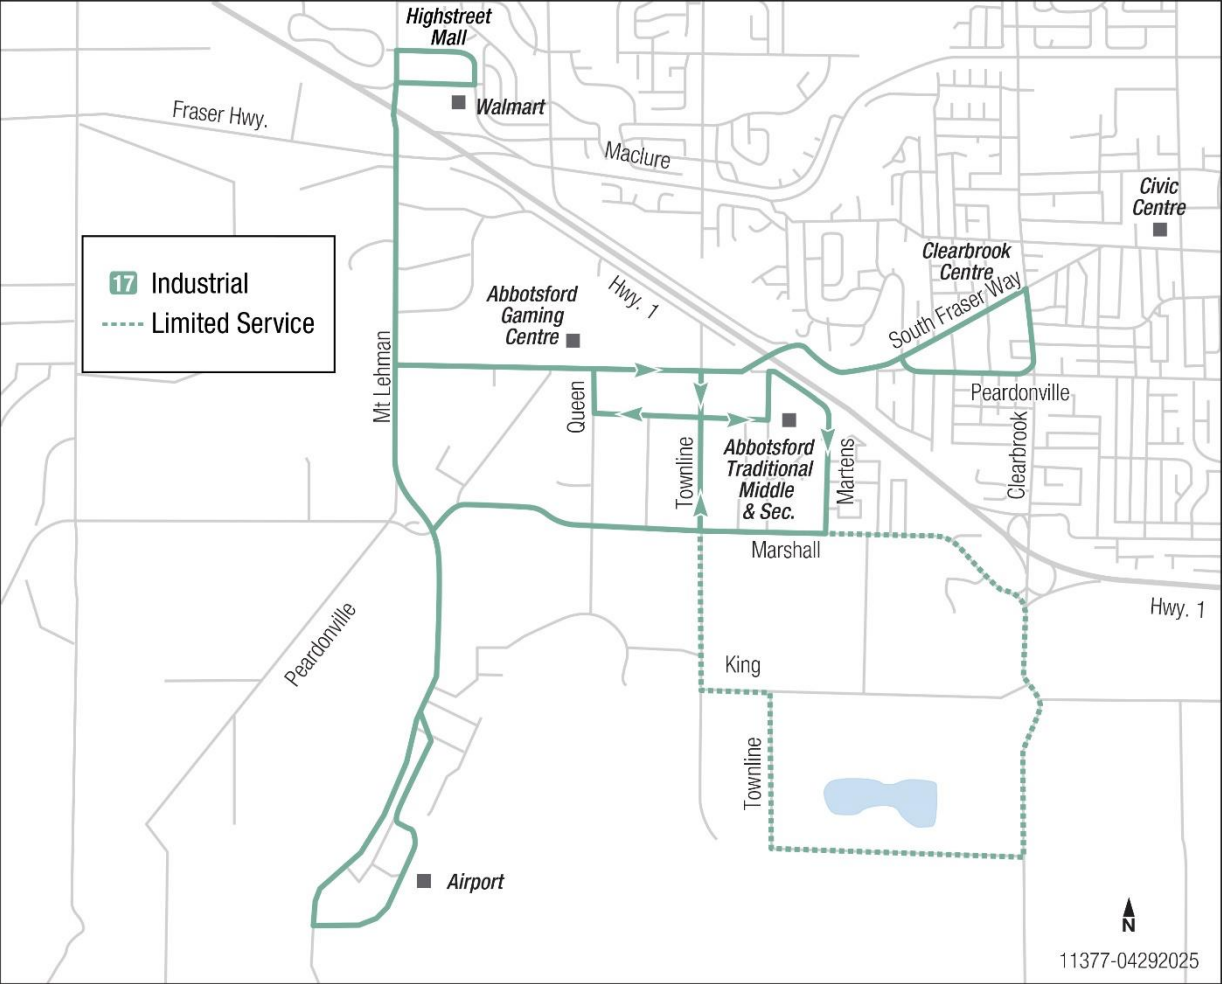 Highstreet
Mall
Walmart
Fraser Hwy.
Maclure
Civic
Centre
17 Industrial
Limited Service
Clearbrook
Centre
South Fraser Way
Hwy. 1
Abbotsford
Gaming
Centre
Mt Lehman
Queen
Peardonville
Townline
Abbotsford
Traditional
Middle
& Sec.
Martens
Clearbrook
Marshall
Hwy. 1
Peardonville
King
Townline
Airport
N
11377-04292025